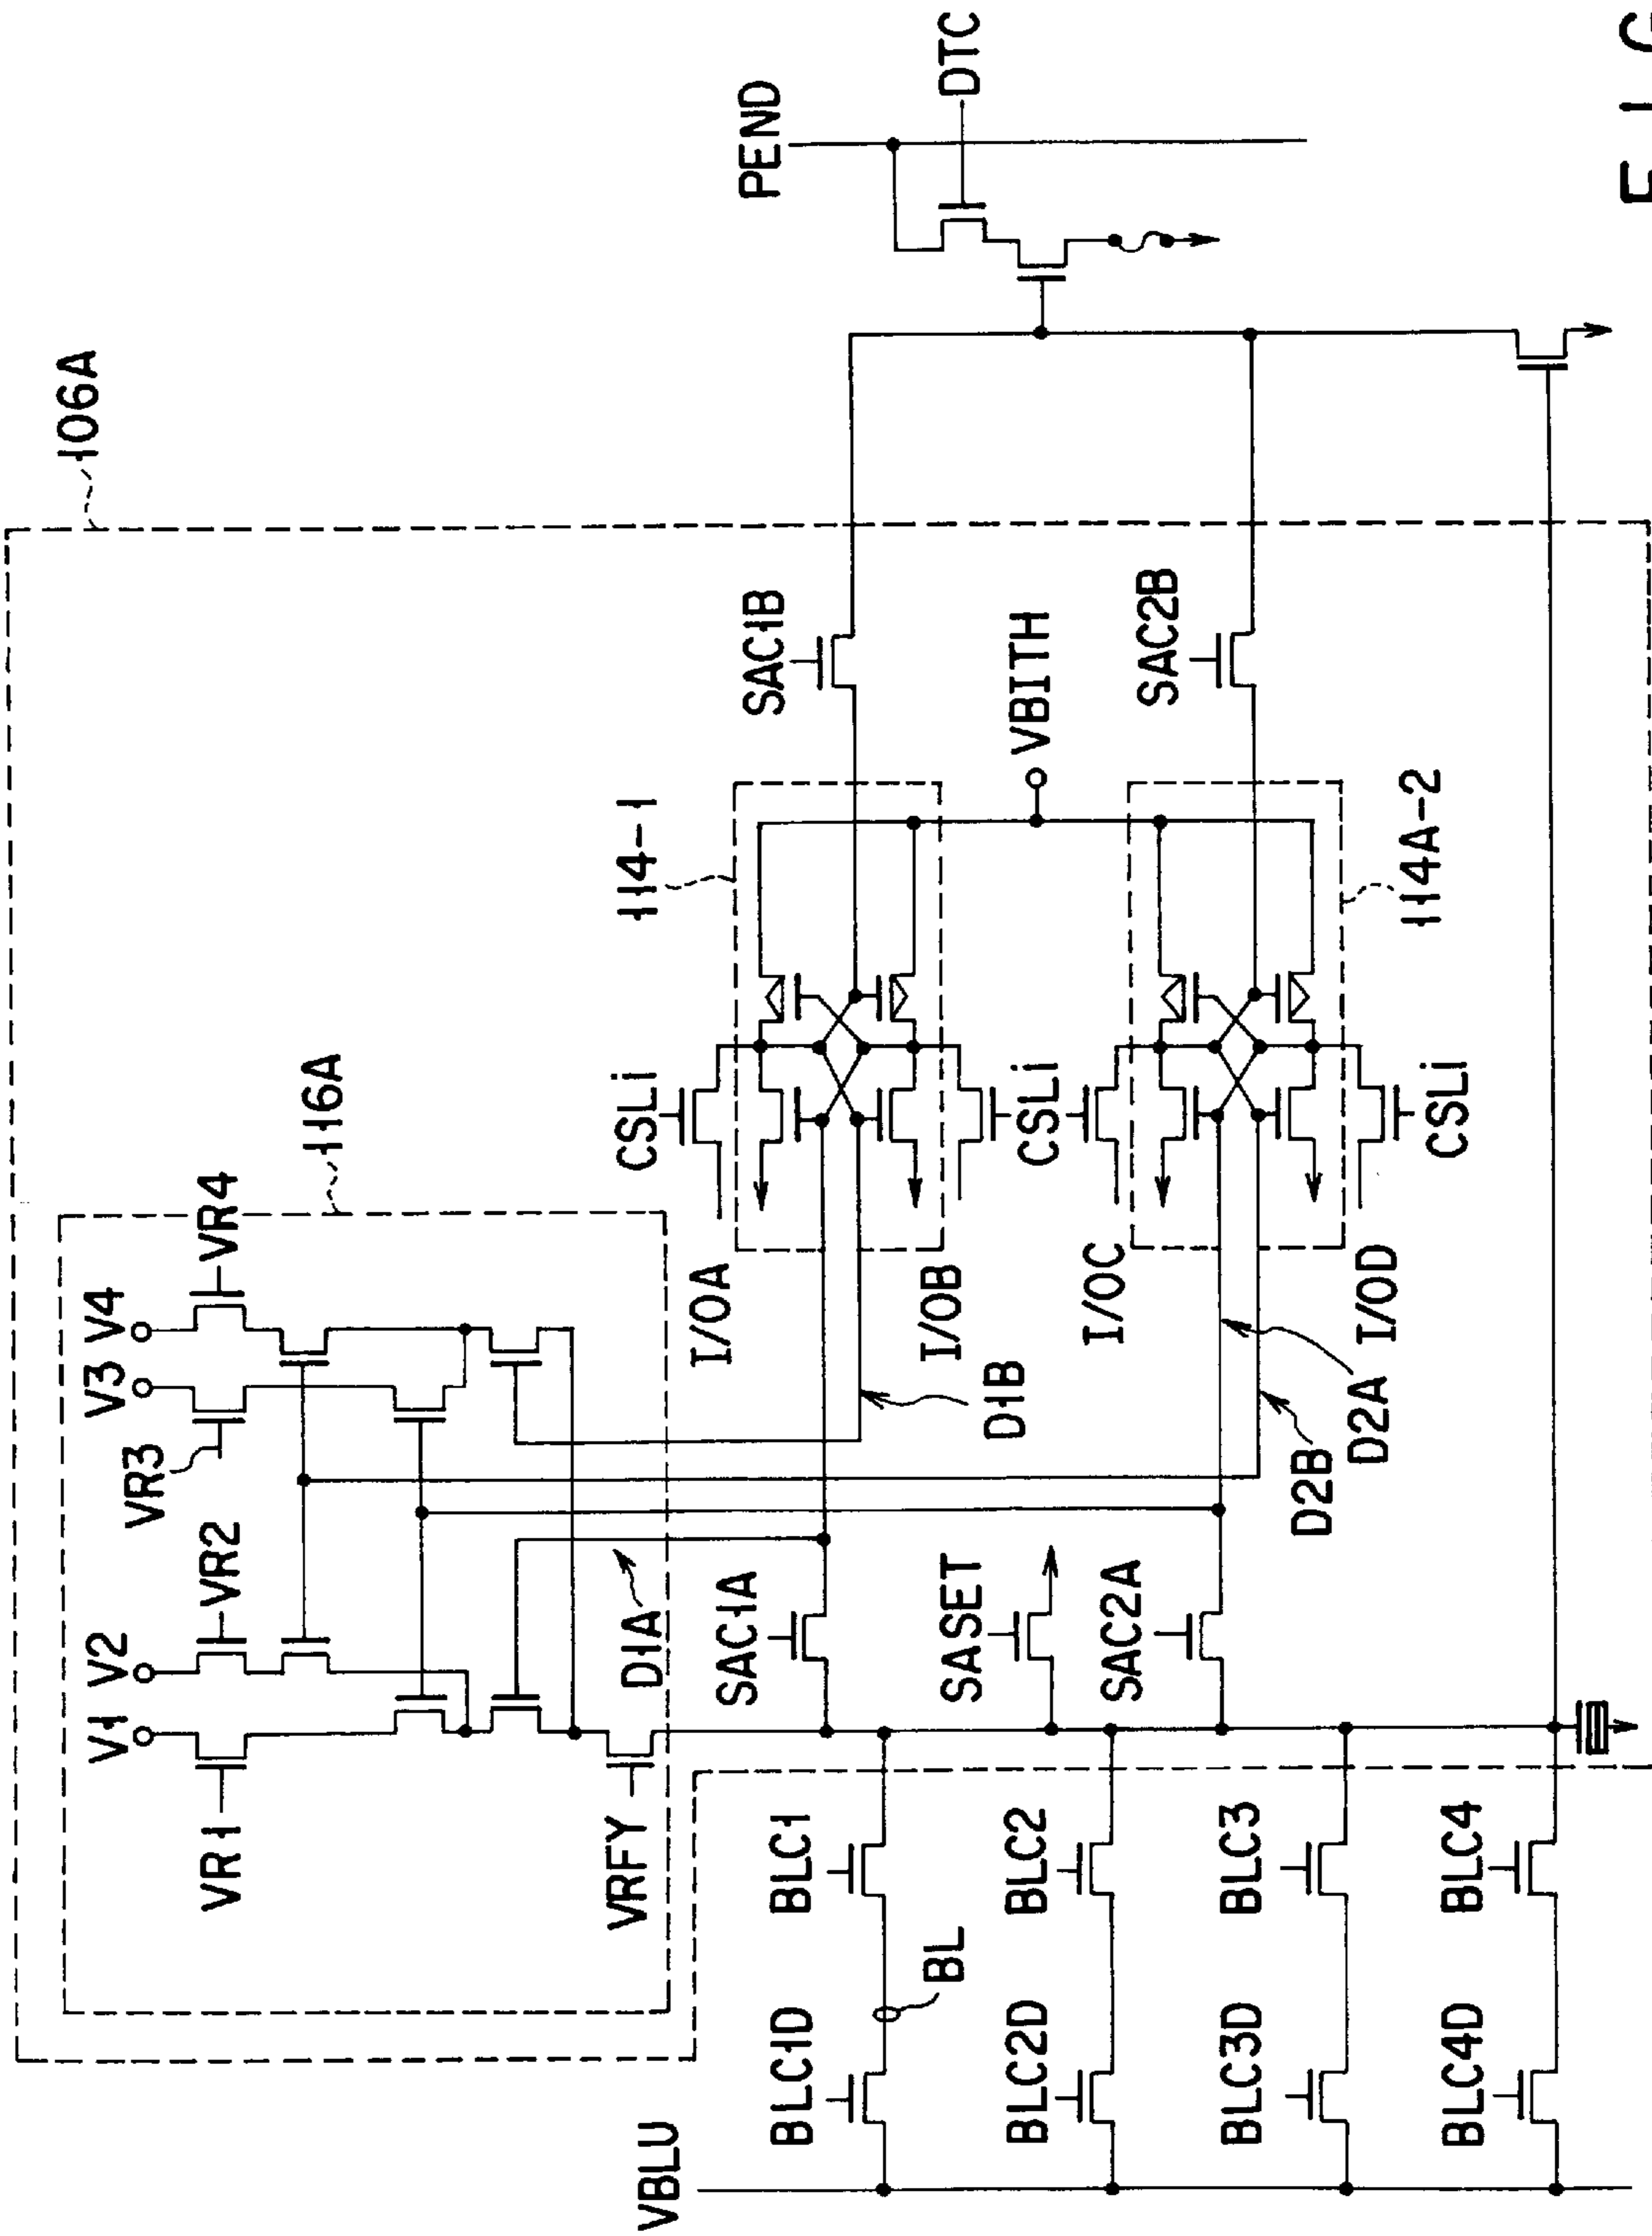 106A
116A
V1
V2
V3
V4
VR1
VR2
VR3
VR4
VRFY
D1A
PEND
DTC
114-1
SAC1B
CSLi
I/OA
I/OB
D1B
VBITH
SAC2B
CSLi
I/OC
I/OD
CSLi
114A-2
D2A
D2B
SAC1A
SASET
SAC2A
VBLU
BLC1D
BL
BLC1
BLC2D
BLC2
BLC3D
BLC3
BLC4D
BLC4